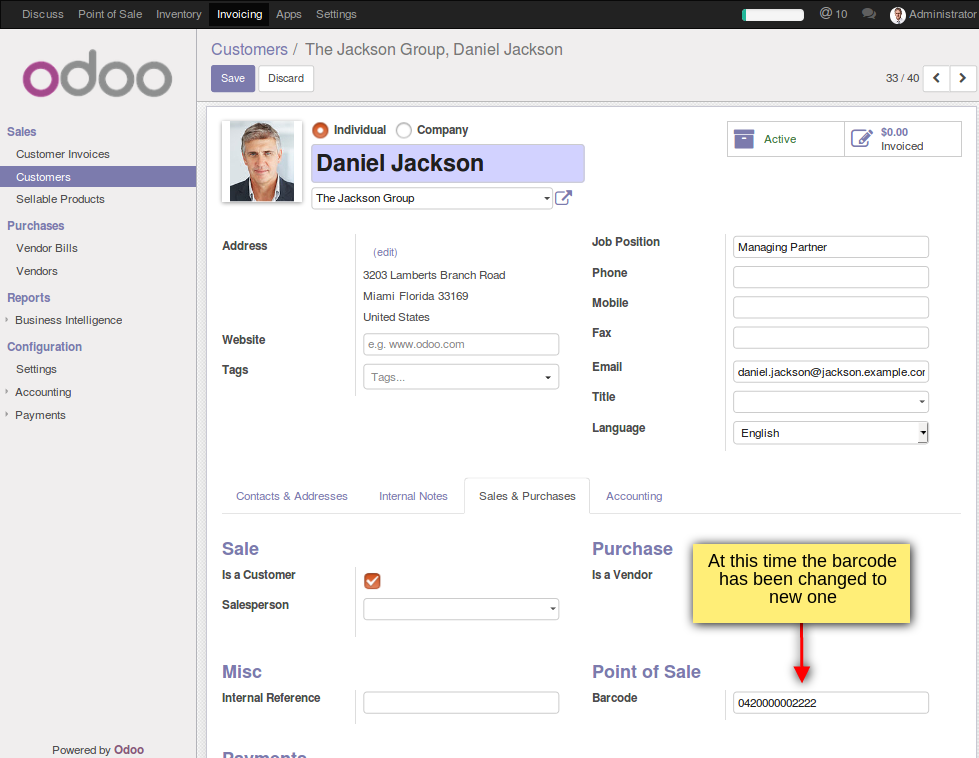 Discuss Point of Sale Inventory Invoicing Apps Settings @ 10 Administrator
odoo
Customers / The Jackson Group, Daniel Jackson
Save Discard
33 / 40
Sales
Customer Invoices
Customers
Sellable Products
Purchases
Vendor Bills
Vendors
Reports
Business Intelligence
Configuration
Settings
Accounting
Payments
Powered by Odoo
Individual Company
Daniel Jackson
The Jackson Group
Active
$0.00
Invoiced
Address
(edit)
3203 Lamberts Branch Road
Miami Florida 33169
United States
Website e.g. www.odoo.com
Tags Tags...
Job Position Managing Partner
Phone
Mobile
Fax
Email daniel.jackson@jackson.example.cor
Title
Language English
Contacts & Addresses Internal Notes Sales & Purchases Accounting
Sale
Is a Customer
Salesperson
Purchase
Is a Vendor
At this time the barcode
has been changed to
new one
Misc
Internal Reference
Point of Sale
Barcode 0420000002222
Payments